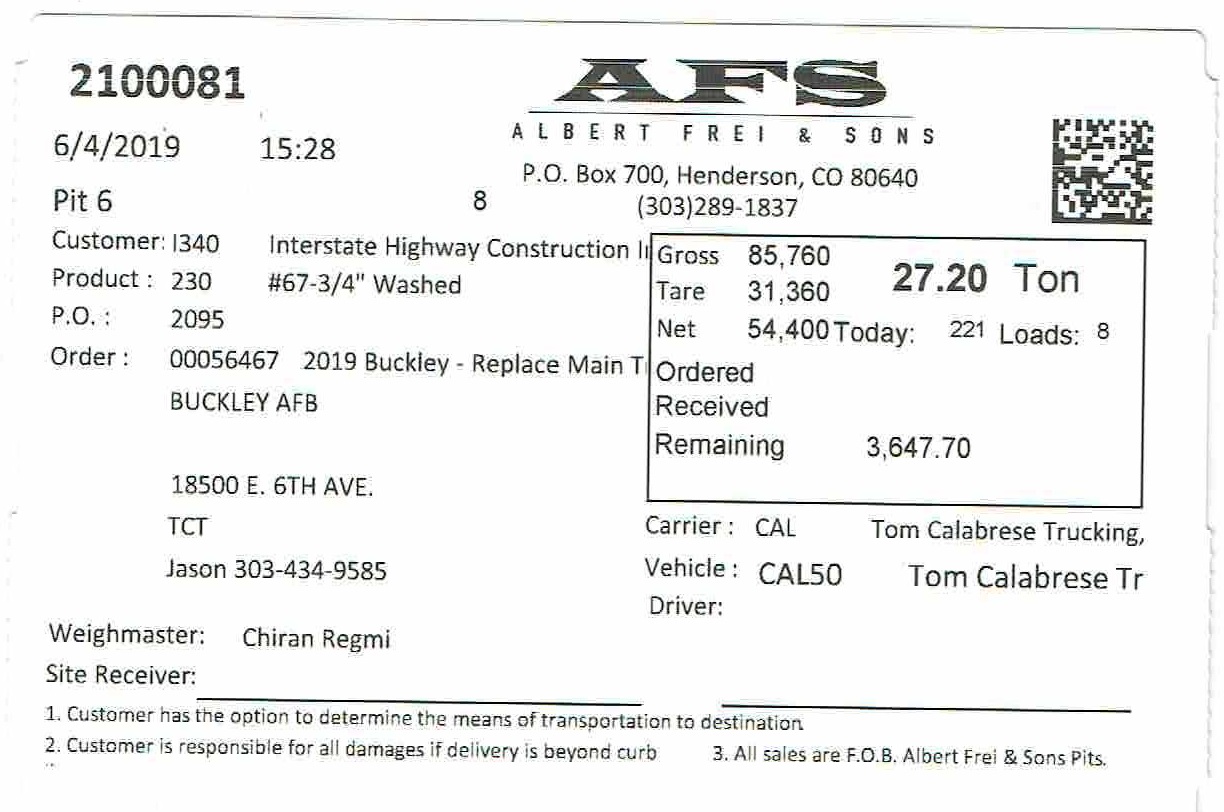 2100081
AFS
ALBERT FREI & SONS
6/4/2019 15:28
P.O. Box 700, Henderson, CO 80640
Pit 6 8 (303)289-1837
Customer: I340 Interstate Highway Construction I
Product : 230 #67-3/4" Washed
P.O. : 2095
Order : 00056467 2019 Buckley - Replace Main T
BUCKLEY AFB
18500 E. 6TH AVE.
TCT
Jason 303-434-9585
Gross 85,760 27.20 Ton
Tare 31,360
Net 54,400 Today: 221 Loads: 8
Ordered
Received
Remaining 3,647.70
Carrier : CAL Tom Calabrese Trucking,
Vehicle : CAL50 Tom Calabrese Tr
Driver:
Weighmaster: Chiran Regmi
Site Receiver:
1. Customer has the option to determine the means of transportation to destination
2. Customer is responsible for all damages if delivery is beyond curb 3. All sales are F.O.B. Albert Frei & Sons Pits.